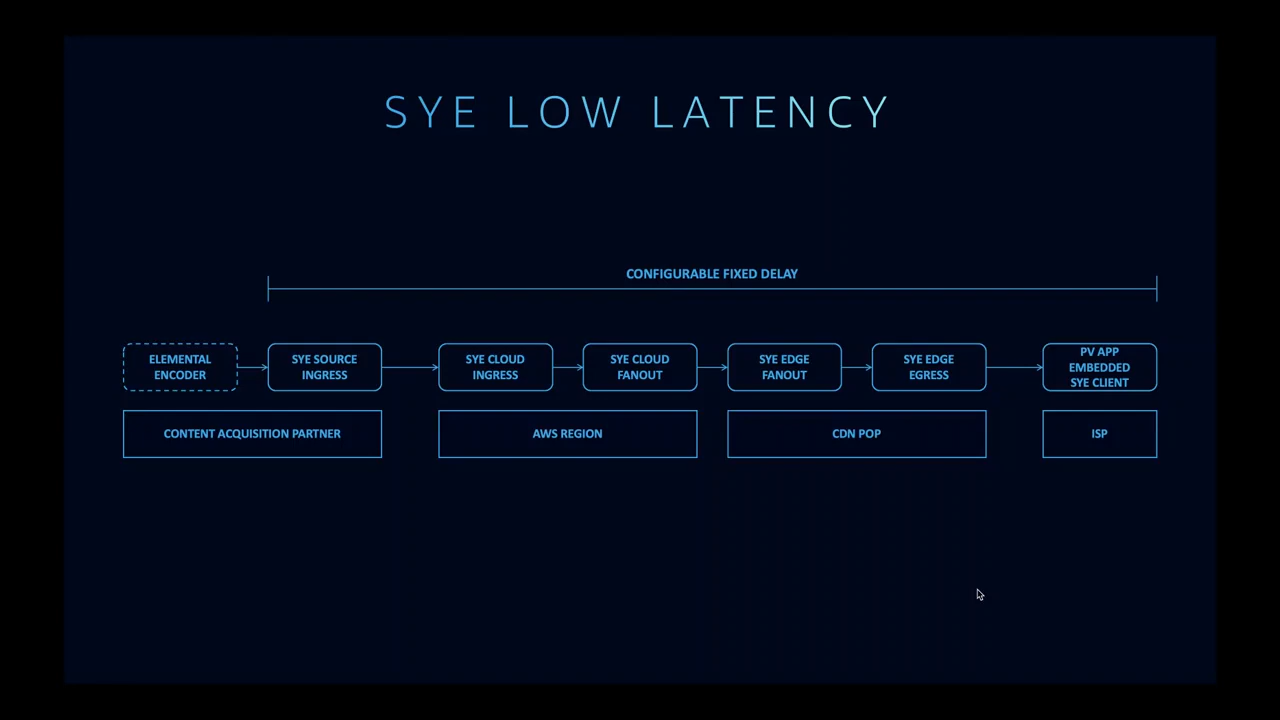 SYE LOW LATENCY
CONFIGURABLE FIXED DELAY
ELEMENTAL
ENCODER
SYE SOURCE
INGRESS
SYE CLOUD
INGRESS
SYE CLOUD
FANOUT
SYE EDGE
FANOUT
SYE EDGE
EGRESS
PV APP
EMBEDDED
SYE CLIENT
CONTENT ACQUISITION PARTNER
AWS REGION
CDN POP
ISP